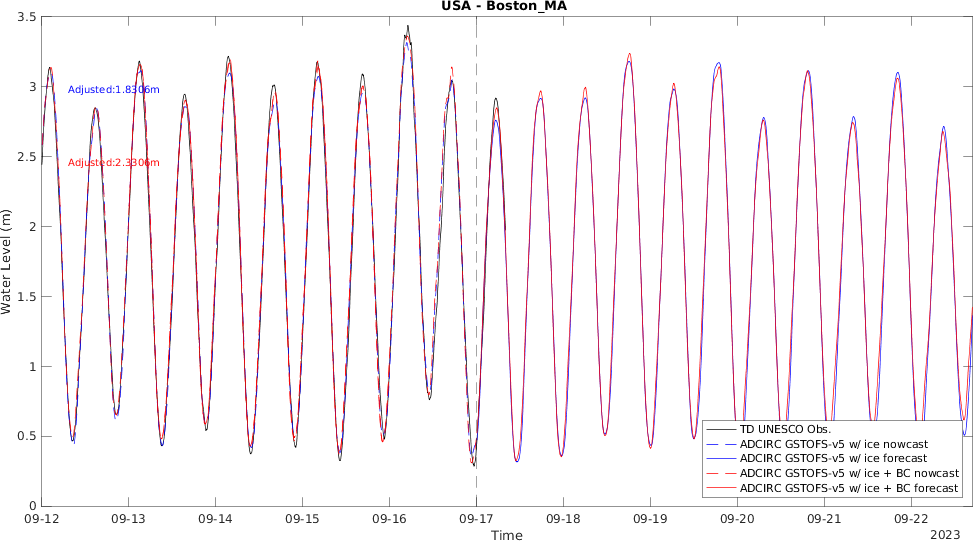 USA - Boston_MA
3.5
3
2.5
2
1.5
1
0.5
0
Water Level (m)
Adjusted:1.8306m
Adjusted:2.3306m
TD UNESCO Obs.
ADCIRC GSTOFS-v5 w/ ice nowcast
ADCIRC GSTOFS-v5 w/ ice forecast
ADCIRC GSTOFS-v5 w/ ice + BC nowcast
ADCIRC GSTOFS-v5 w/ ice + BC forecast
09-12 09-13 09-14 09-15 09-16 09-17 09-18 09-19 09-20 09-21 09-22
Time
2023